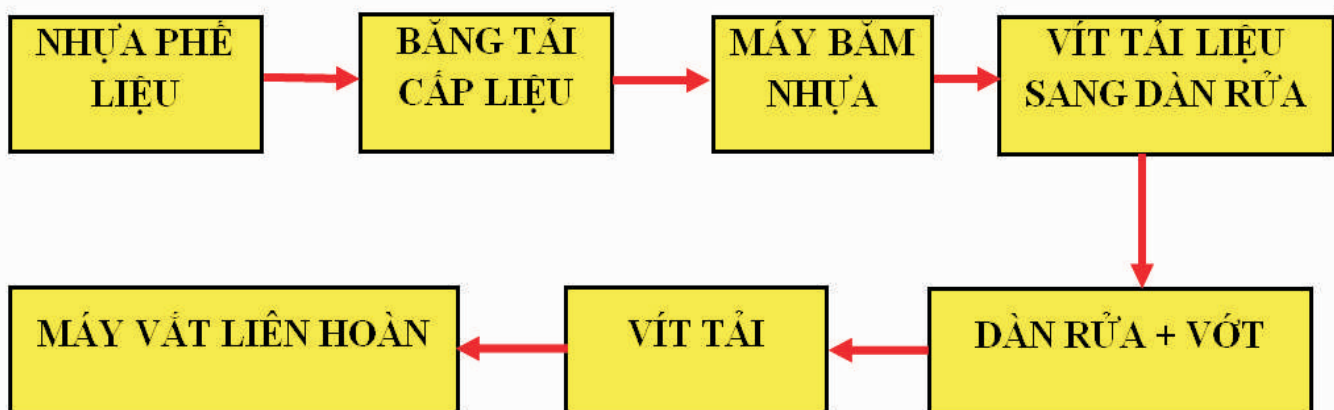 NHỰA PHẾ
LIỆU
BĂNG TẢI
CẤP LIỆU
MÁY BĂM
NHỰA
VÍT TẢI LIỆU
SANG DÀN RỬA
MÁY VẮT LIÊN HOÀN
VÍT TẢI
DÀN RỬA + VỚT